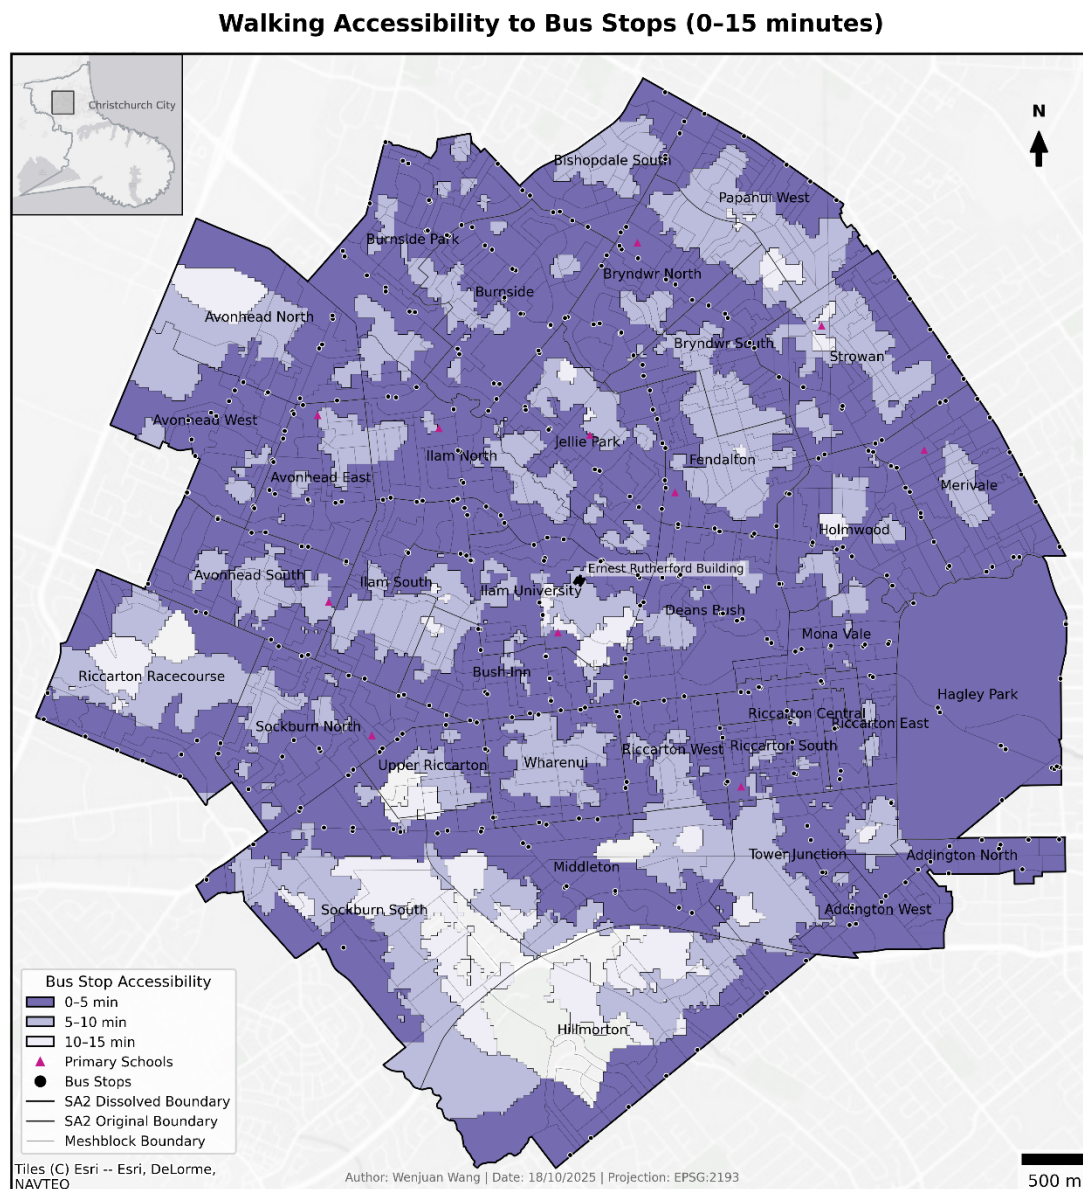 Walking Accessibility to Bus Stops (0–15 minutes)
Christchurch City
N
Bishopdale South
Papanui West
Burnside Park
Bryndwr North
Burnside
Avonhead North
Bryndwr South
Strowan
Avonhead West
Jellie Park
Ilam North
Fendalton
Avonhead East
Merivale
Holmwood
Ernest Rutherford Building
Avonhead South
Ilam South
Ilam University
Deans Bush
Mona Vale
Bush Inn
Riccarton Racecourse
Hagley Park
Riccarton Central
Riccarton East
Sockburn North
Riccarton West
Riccarton South
Upper Riccarton
Wharenui
Tower Junction
Addington North
Middleton
Sockburn South
Addington West
Hillmorton
Bus Stop Accessibility
0–5 min
5–10 min
10–15 min
Primary Schools
Bus Stops
SA2 Dissolved Boundary
SA2 Original Boundary
Meshblock Boundary
Tiles (C) Esri -- Esri, DeLorme,
NAVTEQ
Author: Wenjuan Wang | Date: 18/10/2025 | Projection: EPSG:2193
500 m